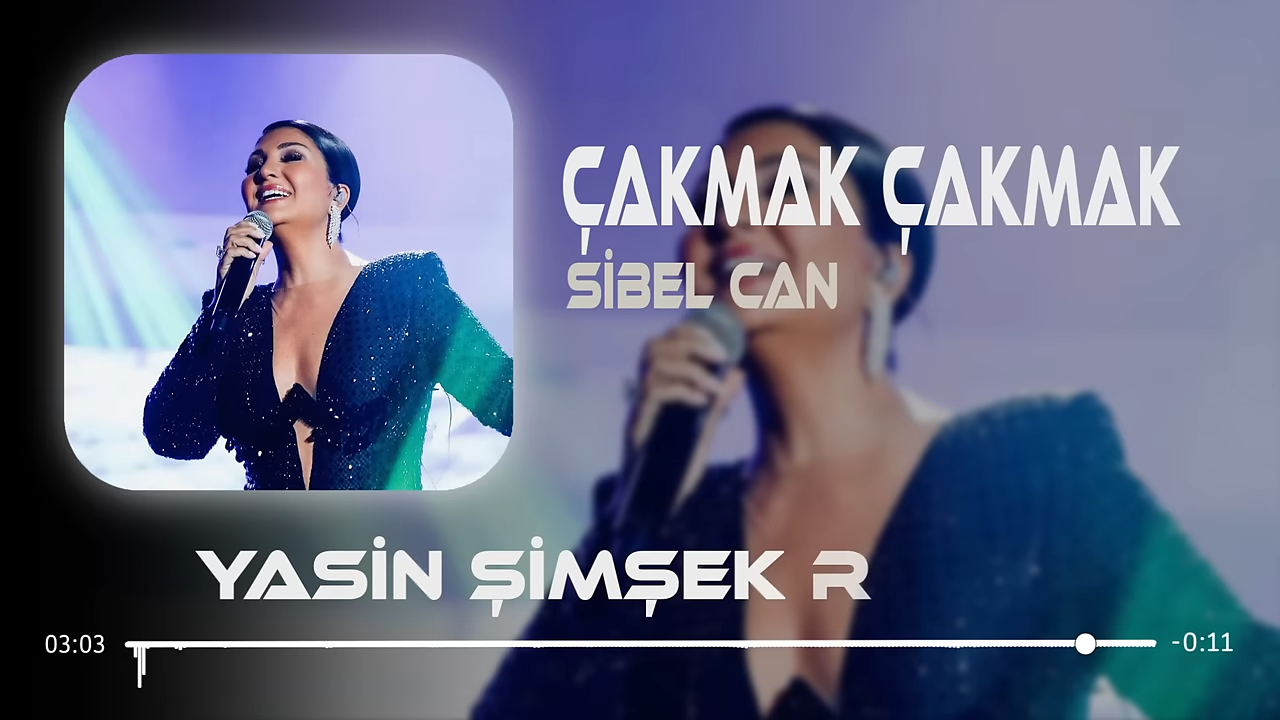 ÇAKMAK ÇAKMAK
SİBEL CAN
YASİN ŞİMŞEK R
03:03
-0:11